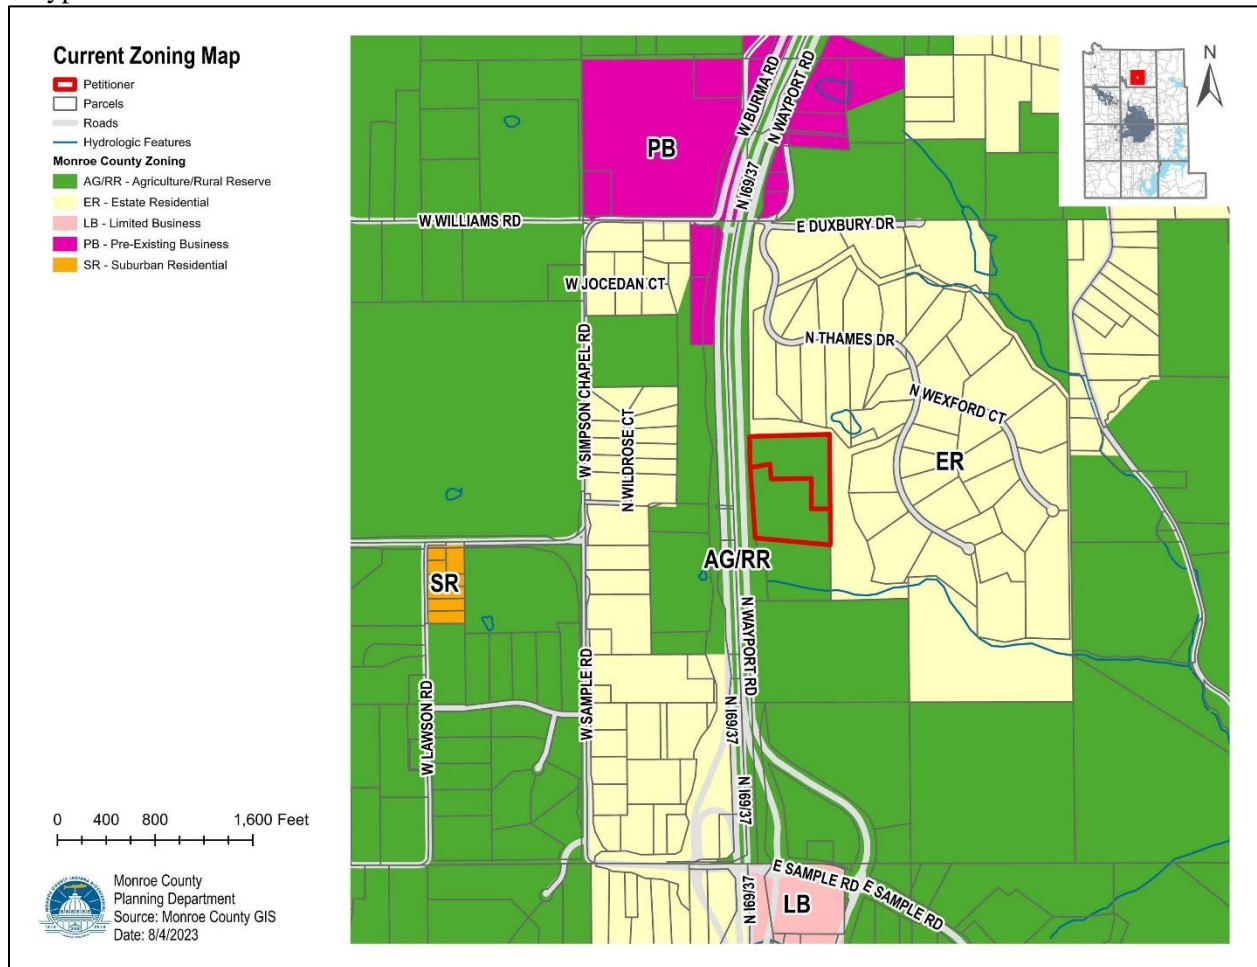 Current Zoning Map
Petitioner
Parcels
Roads
Hydrologic Features
Monroe County Zoning
AG/RR - Agriculture/Rural Reserve
ER - Estate Residential
LB - Limited Business
PB - Pre-Existing Business
SR - Suburban Residential
N
W BURMA RD
N WAYPORT RD
PB
N I69/37
W WILLIAMS RD
E DUXBURY DR
W JOCEDAN CT
N THAMES DR
W SIMPSON CHAPEL RD
N WEXFORD CT
N WILDROSE CT
ER
AG/RR
SR
N WAYPORT RD
W SAMPLE RD
W LAWSON RD
N I69/37
N I69/37
E SAMPLE RD
E SAMPLE RD
N I69/37
LB
0 400 800 1,600 Feet
Monroe County
Planning Department
Source: Monroe County GIS
Date: 8/4/2023